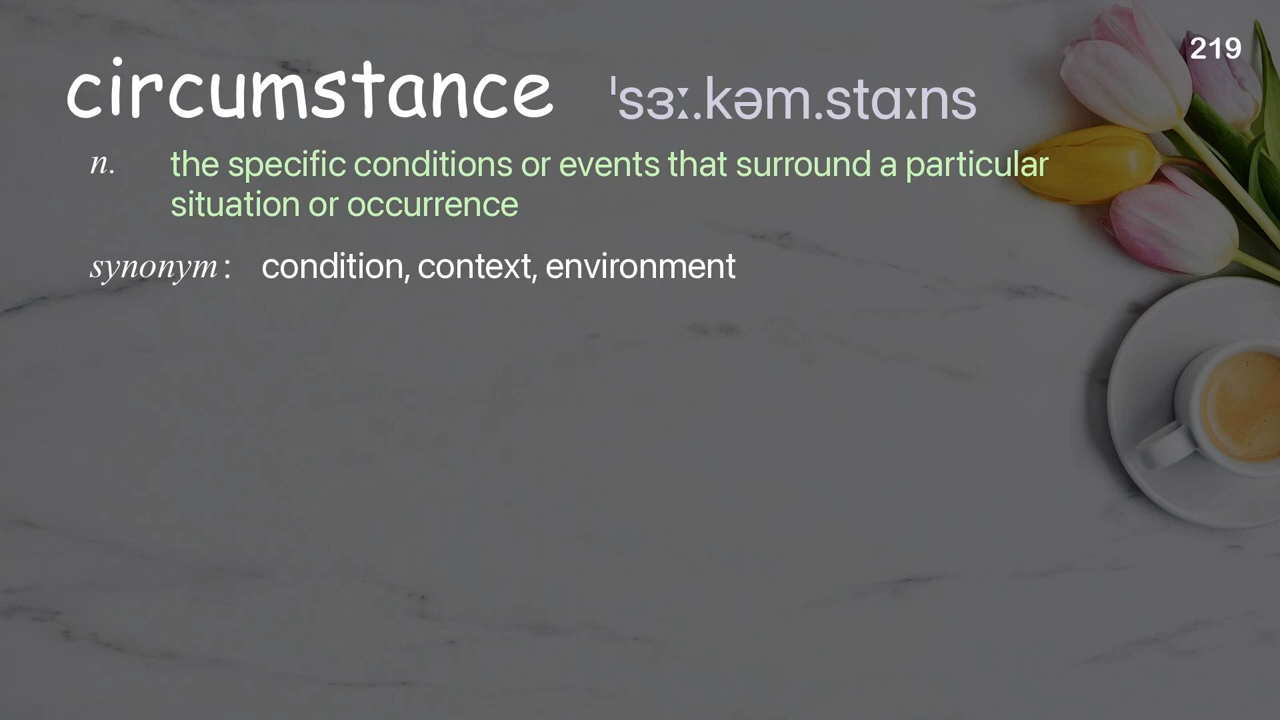 219
circumstance ˈsɜː.kəm.stɑːns
n. the specific conditions or events that surround a particular
situation or occurrence
synonym : condition, context, environment